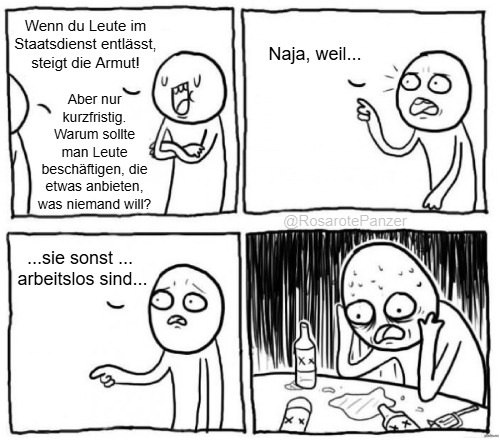 Wenn du Leute im
Staatsdienst entlässt,
steigt die Armut!
Aber nur
kurzfristig.
Warum sollte
man Leute
beschäftigen, die
etwas anbieten,
was niemand will?
Naja, weil...
@RosarotePanzer
...sie sonst ...
arbeitslos sind...
x x
x x
x x